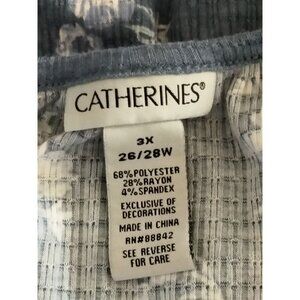 CATHERINES®
3X
26/28W
68% POLYESTER
28% RAYON
4% SPANDEX
EXCLUSIVE OF
DECORATIONS
MADE IN CHINA
RN#88842
SEE REVERSE
FOR CARE